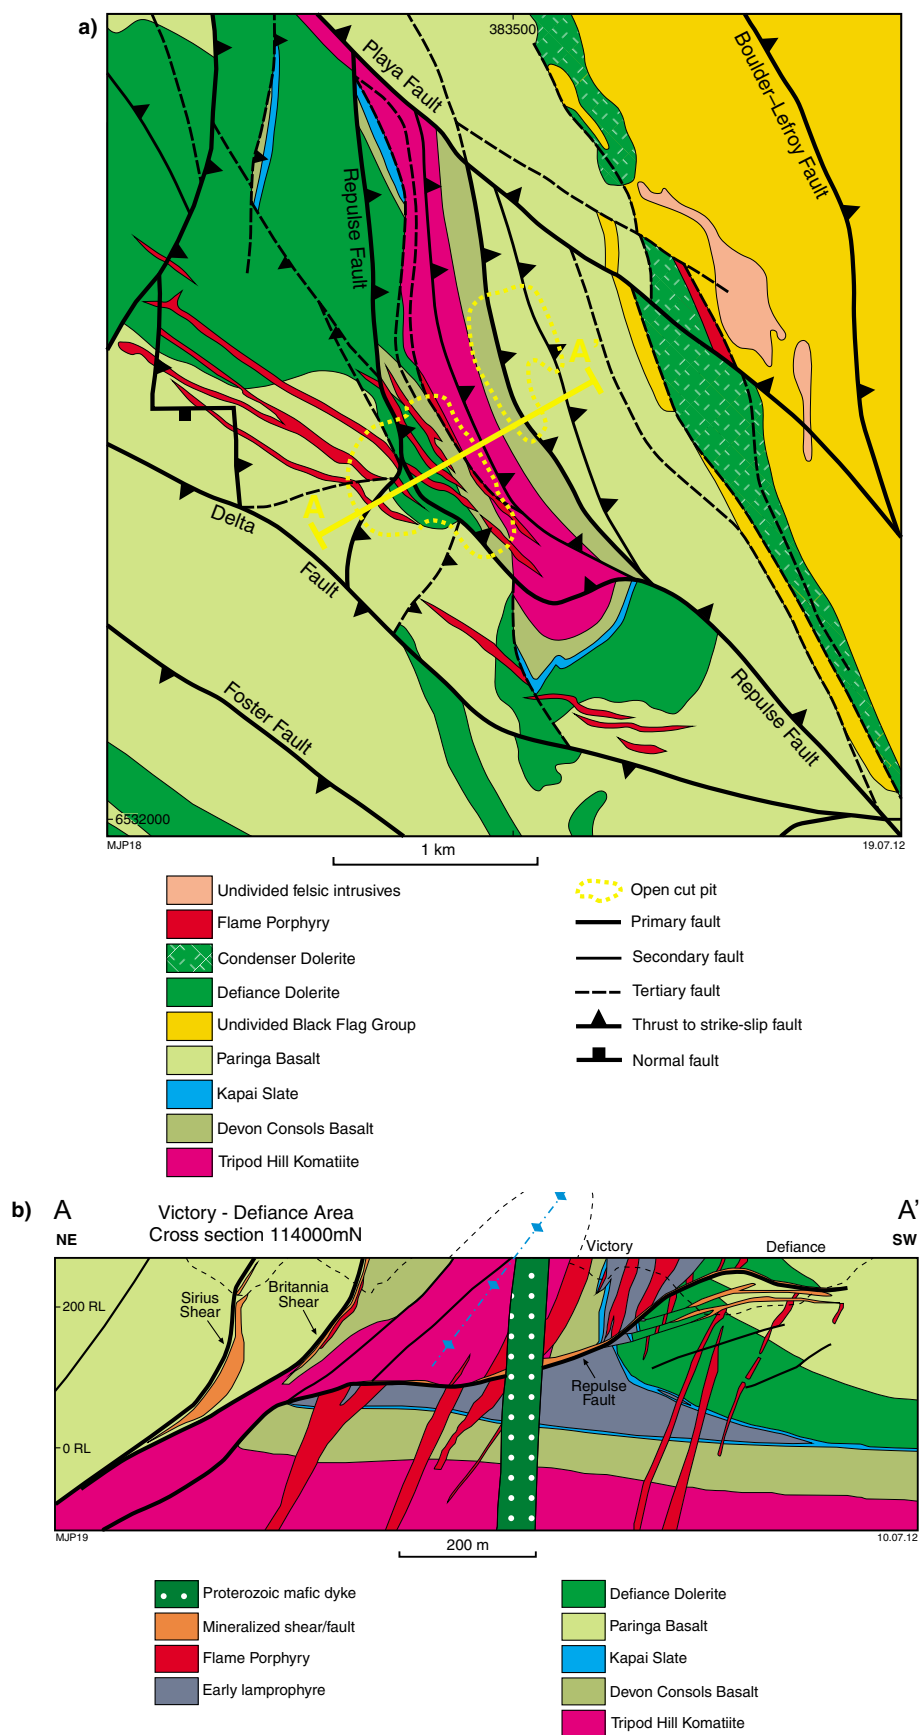 a)
383500
Playa Fault
Boulder–Lefroy Fault
Repulse Fault
A'
A
Delta
Fault
Foster Fault
Repulse Fault
6532000
MJP18
19.07.12
1 km
Undivided felsic intrusives
Flame Porphyry
Condenser Dolerite
Defiance Dolerite
Undivided Black Flag Group
Paringa Basalt
Kapai Slate
Devon Consols Basalt
Tripod Hill Komatiite
Open cut pit
Primary fault
Secondary fault
Tertiary fault
Thrust to strike-slip fault
Normal fault
b)
A
NE
Victory - Defiance Area
Cross section 114000mN
A'
SW
Victory
Defiance
Sirius
Shear
Britannia
Shear
200 RL
Repulse
Fault
0 RL
MJP19
10.07.12
200 m
Proterozoic mafic dyke
Mineralized shear/fault
Flame Porphyry
Early lamprophyre
Defiance Dolerite
Paringa Basalt
Kapai Slate
Devon Consols Basalt
Tripod Hill Komatiite